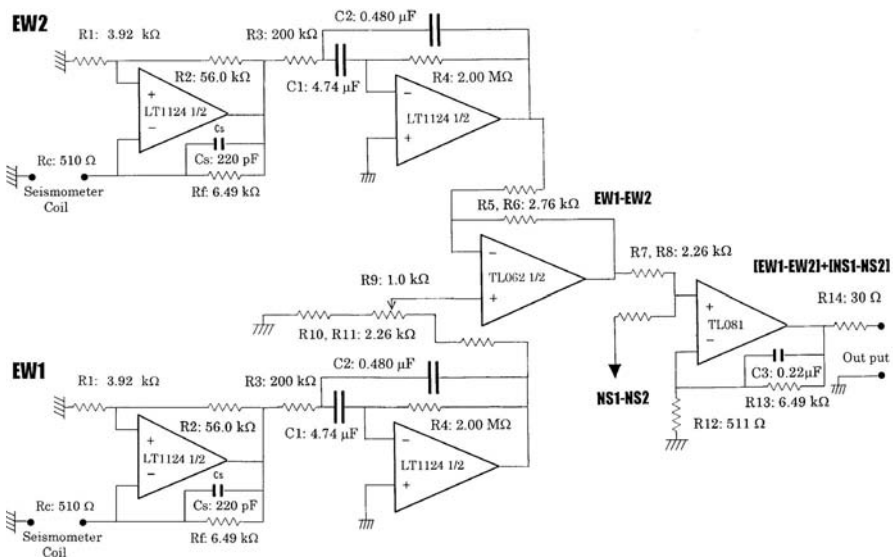 EW2
C2: 0.480 μF
R1: 3.92 kΩ
R3: 200 kΩ
R2: 56.0 kΩ
R4: 2.00 MΩ
C1: 4.74 μF
+
LT1124 1/2
−
−
LT1124 1/2
+
Cs
Cs: 220 pF
Rc: 510 Ω
Seismometer
Coil
Rf: 6.49 kΩ
R5, R6: 2.76 kΩ
EW1-EW2
R7, R8: 2.26 kΩ
[EW1-EW2]+[NS1-NS2]
−
TL062 1/2
+
R9: 1.0 kΩ
R10, R11: 2.26 kΩ
+
TL081
−
R14: 30 Ω
Out put
C3: 0.22μF
R13: 6.49 kΩ
R12: 511 Ω
NS1-NS2
EW1
C2: 0.480 μF
R1: 3.92 kΩ
R3: 200 kΩ
R2: 56.0 kΩ
R4: 2.00 MΩ
C1: 4.74 μF
+
LT1124 1/2
−
−
LT1124 1/2
+
Cs
Cs: 220 pF
Rc: 510 Ω
Seismometer
Coil
Rf: 6.49 kΩ